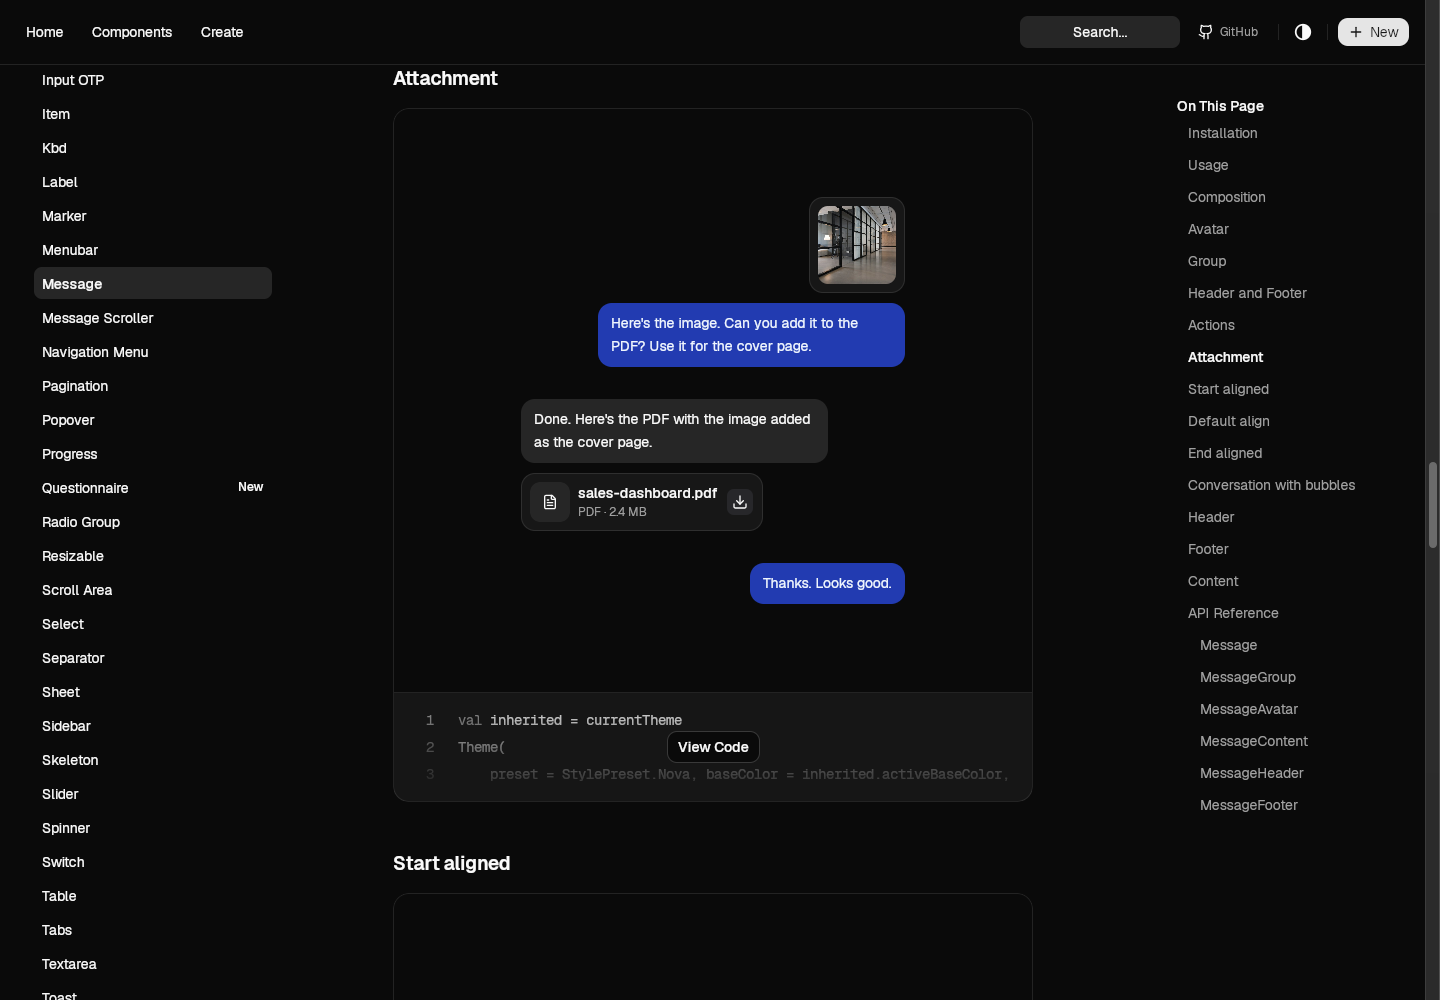 Home
Components
Create
Search...
GitHub
New
Input OTP
Item
Kbd
Label
Marker
Menubar
Message
Message Scroller
Navigation Menu
Pagination
Popover
Progress
Questionnaire New
Radio Group
Resizable
Scroll Area
Select
Separator
Sheet
Sidebar
Skeleton
Slider
Spinner
Switch
Table
Tabs
Textarea
Toast
Attachment
Here's the image. Can you add it to the
PDF? Use it for the cover page.
Done. Here's the PDF with the image added
as the cover page.
sales-dashboard.pdf
PDF · 2.4 MB
Thanks. Looks good.
1 val inherited = currentTheme
2 Theme(
View Code
3 preset = StylePreset.Nova, baseColor = inherited.activeBaseColor,
Start aligned
On This Page
Installation
Usage
Composition
Avatar
Group
Header and Footer
Actions
Attachment
Start aligned
Default align
End aligned
Conversation with bubbles
Header
Footer
Content
API Reference
Message
MessageGroup
MessageAvatar
MessageContent
MessageHeader
MessageFooter